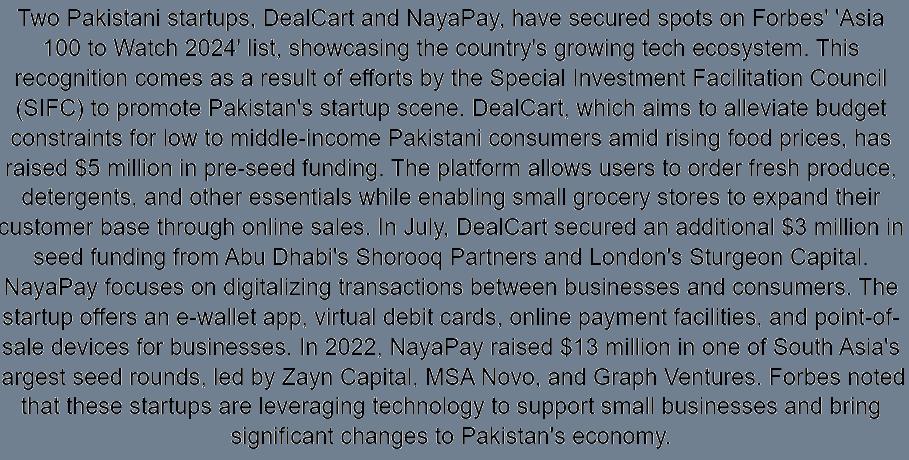 Two Pakistani startups, DealCart and NayaPay, have secured spots on Forbes' 'Asia
100 to Watch 2024' list, showcasing the country's growing tech ecosystem. This
recognition comes as a result of efforts by the Special Investment Facilitation Council
(SIFC) to promote Pakistan's startup scene. DealCart, which aims to alleviate budget
constraints for low to middle-income Pakistani consumers amid rising food prices, has
raised $5 million in pre-seed funding. The platform allows users to order fresh produce,
detergents, and other essentials while enabling small grocery stores to expand their
customer base through online sales. In July, DealCart secured an additional $3 million in
seed funding from Abu Dhabi's Shorooq Partners and London's Sturgeon Capital.
NayaPay focuses on digitalizing transactions between businesses and consumers. The
startup offers an e-wallet app, virtual debit cards, online payment facilities, and point-of-
sale devices for businesses. In 2022, NayaPay raised $13 million in one of South Asia's
argest seed rounds, led by Zayn Capital, MSA Novo, and Graph Ventures. Forbes noted
that these startups are leveraging technology to support small businesses and bring
significant changes to Pakistan's economy.